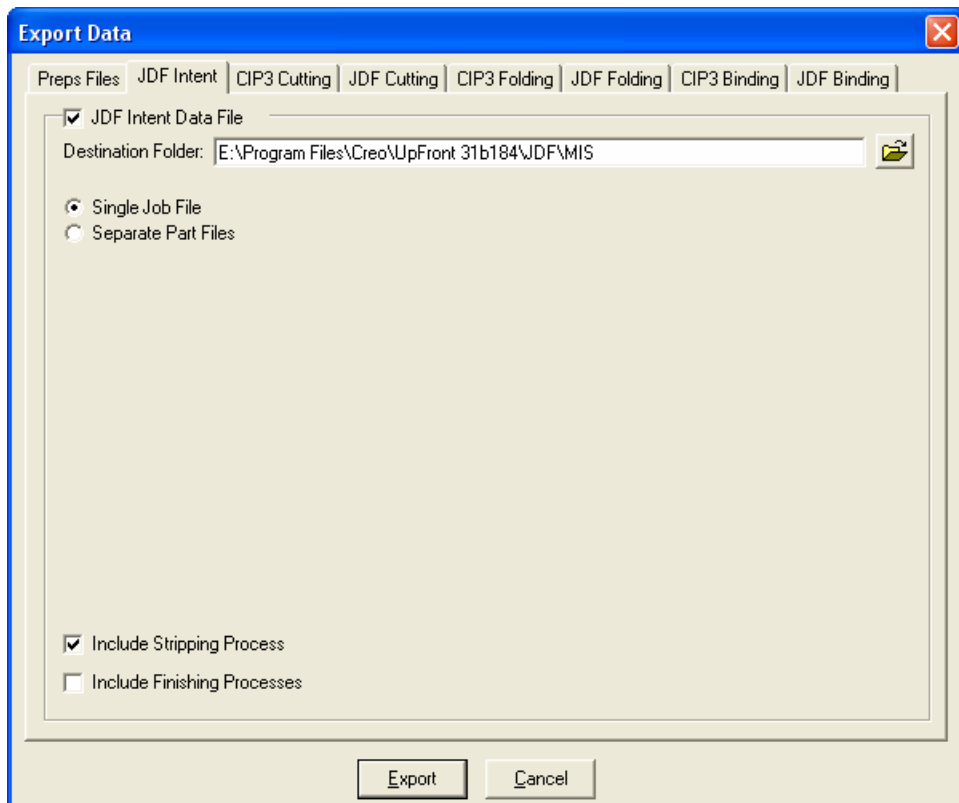 Export Data
Preps Files JDF Intent CIP3 Cutting JDF Cutting CIP3 Folding JDF Folding CIP3 Binding JDF Binding
JDF Intent Data File
Destination Folder: E:\Program Files\Creo\UpFront 31b184\JDF\MIS
Single Job File
Separate Part Files
Include Stripping Process
Include Finishing Processes
Export Cancel